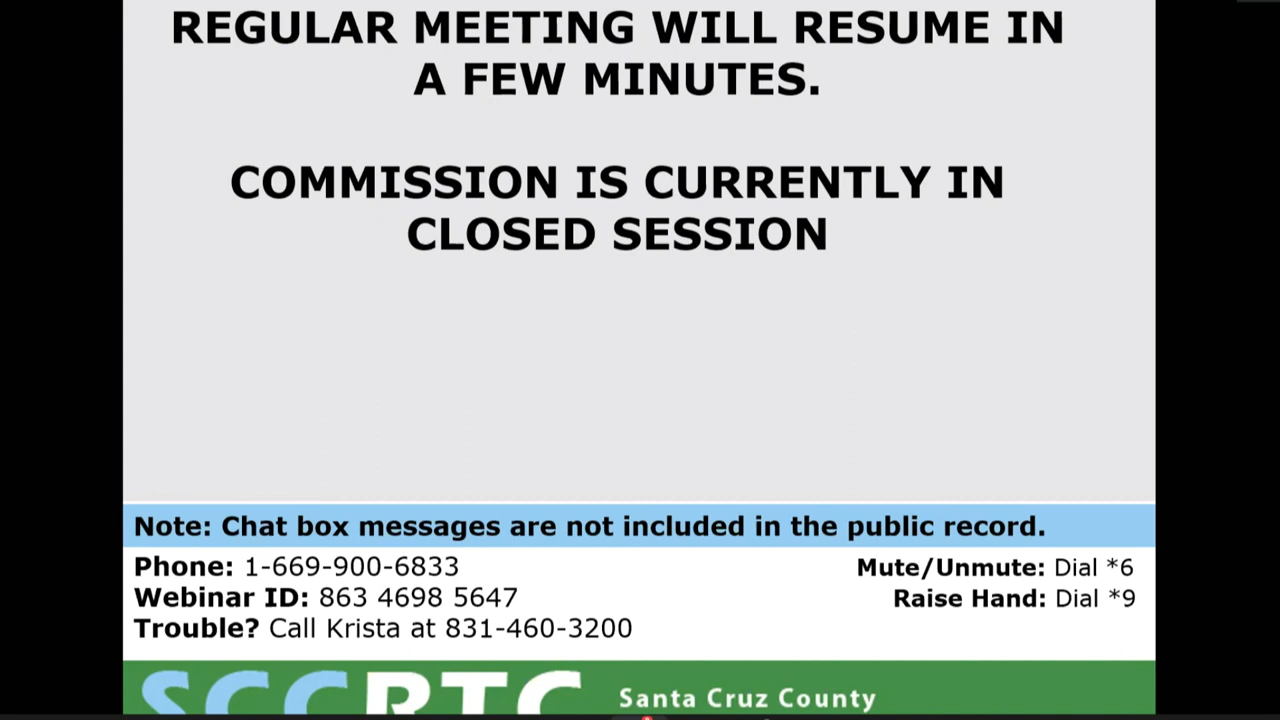 REGULAR MEETING WILL RESUME IN
A FEW MINUTES.
COMMISSION IS CURRENTLY IN
CLOSED SESSION
Note: Chat box messages are not included in the public record.
Phone: 1-669-900-6833
Mute/Unmute: Dial *6
Webinar ID: 863 4698 5647
Raise Hand: Dial *9
Trouble? Call Krista at 831-460-3200
SCCRTC
Santa Cruz County